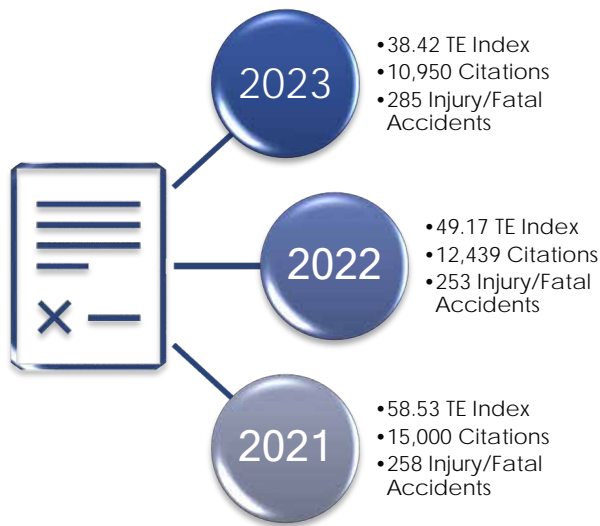 2023
•38.42 TE Index
•10,950 Citations
•285 Injury/Fatal
Accidents
2022
•49.17 TE Index
•12,439 Citations
•253 Injury/Fatal
Accidents
2021
•58.53 TE Index
•15,000 Citations
•258 Injury/Fatal
Accidents